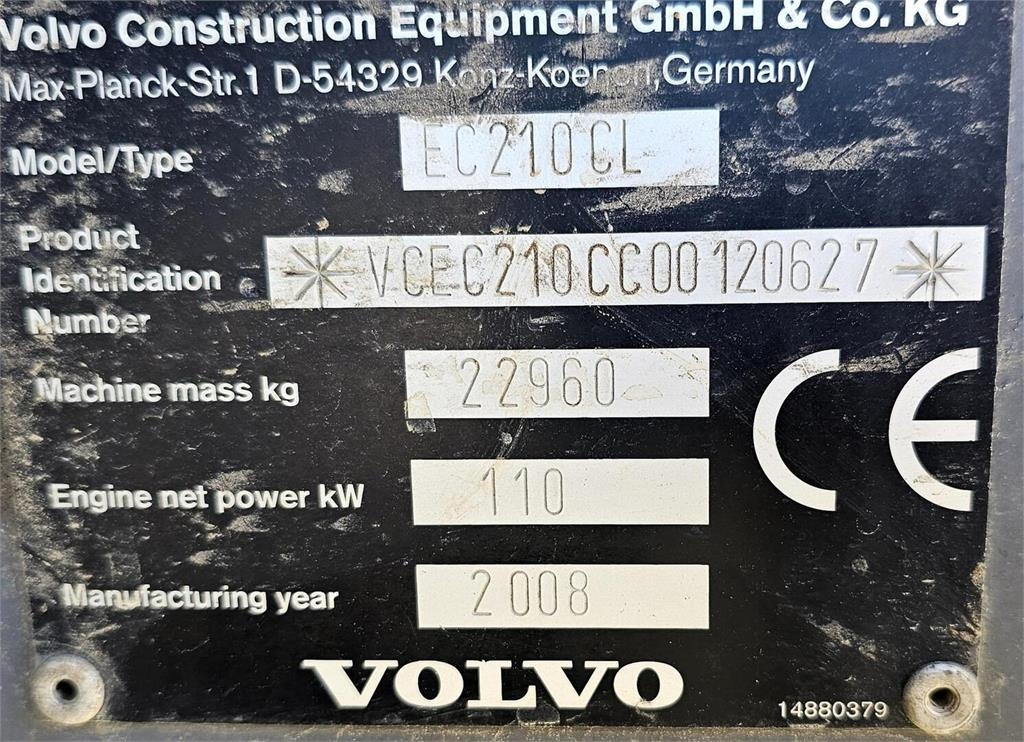 Volvo Construction Equipment GmbH & Co. KG
Max-Planck-Str.1 D-54329 Konz-Koenen, Germany
Model/Type EC210CL
Product
Identification *VCEC210CC00120627*
Number
Machine mass kg 22960
CE
Engine net power kW 110
Manufacturing year 2008
VOLVO
14880379